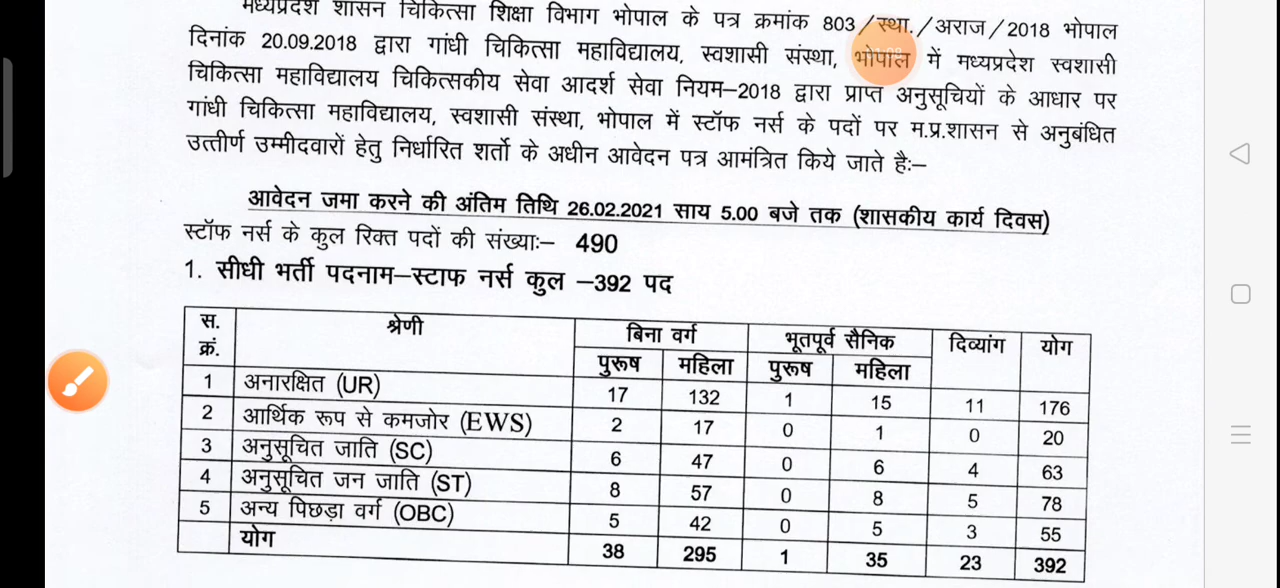 मध्यप्रदेश शासन चिकित्सा शिक्षा विभाग भोपाल के पत्र क्रमांक 803/स्था./अराज/2018 भोपाल
दिनांक 20.09.2018 द्वारा गांधी चिकित्सा महाविद्यालय, स्वशासी संस्था, भोपाल में मध्यप्रदेश स्वशासी
चिकित्सा महाविद्यालय चिकित्सकीय सेवा आदर्श सेवा नियम–2018 द्वारा प्राप्त अनुसूचियों के आधार पर
गांधी चिकित्सा महाविद्यालय, स्वशासी संस्था, भोपाल में स्टॉफ नर्स के पदों पर म.प्र.शासन से अनुबंधित
उत्तीर्ण उम्मीदवारों हेतु निर्धारित शर्तो के अधीन आवेदन पत्र आमंत्रित किये जाते हैः–
आवेदन जमा करने की अंतिम तिथि 26.02.2021 साय 5.00 बजे तक (शासकीय कार्य दिवस)
स्टॉफ नर्स के कुल रिक्त पदों की संख्याः– 490
1. सीधी भर्ती पदनाम–स्टाफ नर्स कुल –392 पद
स. क्रं. श्रेणी बिना वर्ग भूतपूर्व सैनिक दिव्यांग योग
पुरूष महिला पुरूष महिला
1 अनारक्षित (UR) 17 132 1 15 11 176
2 आर्थिक रूप से कमजोर (EWS) 2 17 0 1 0 20
3 अनुसूचित जाति (SC) 6 47 0 6 4 63
4 अनुसूचित जन जाति (ST) 8 57 0 8 5 78
5 अन्य पिछड़ा वर्ग (OBC) 5 42 0 5 3 55
योग 38 295 1 35 23 392